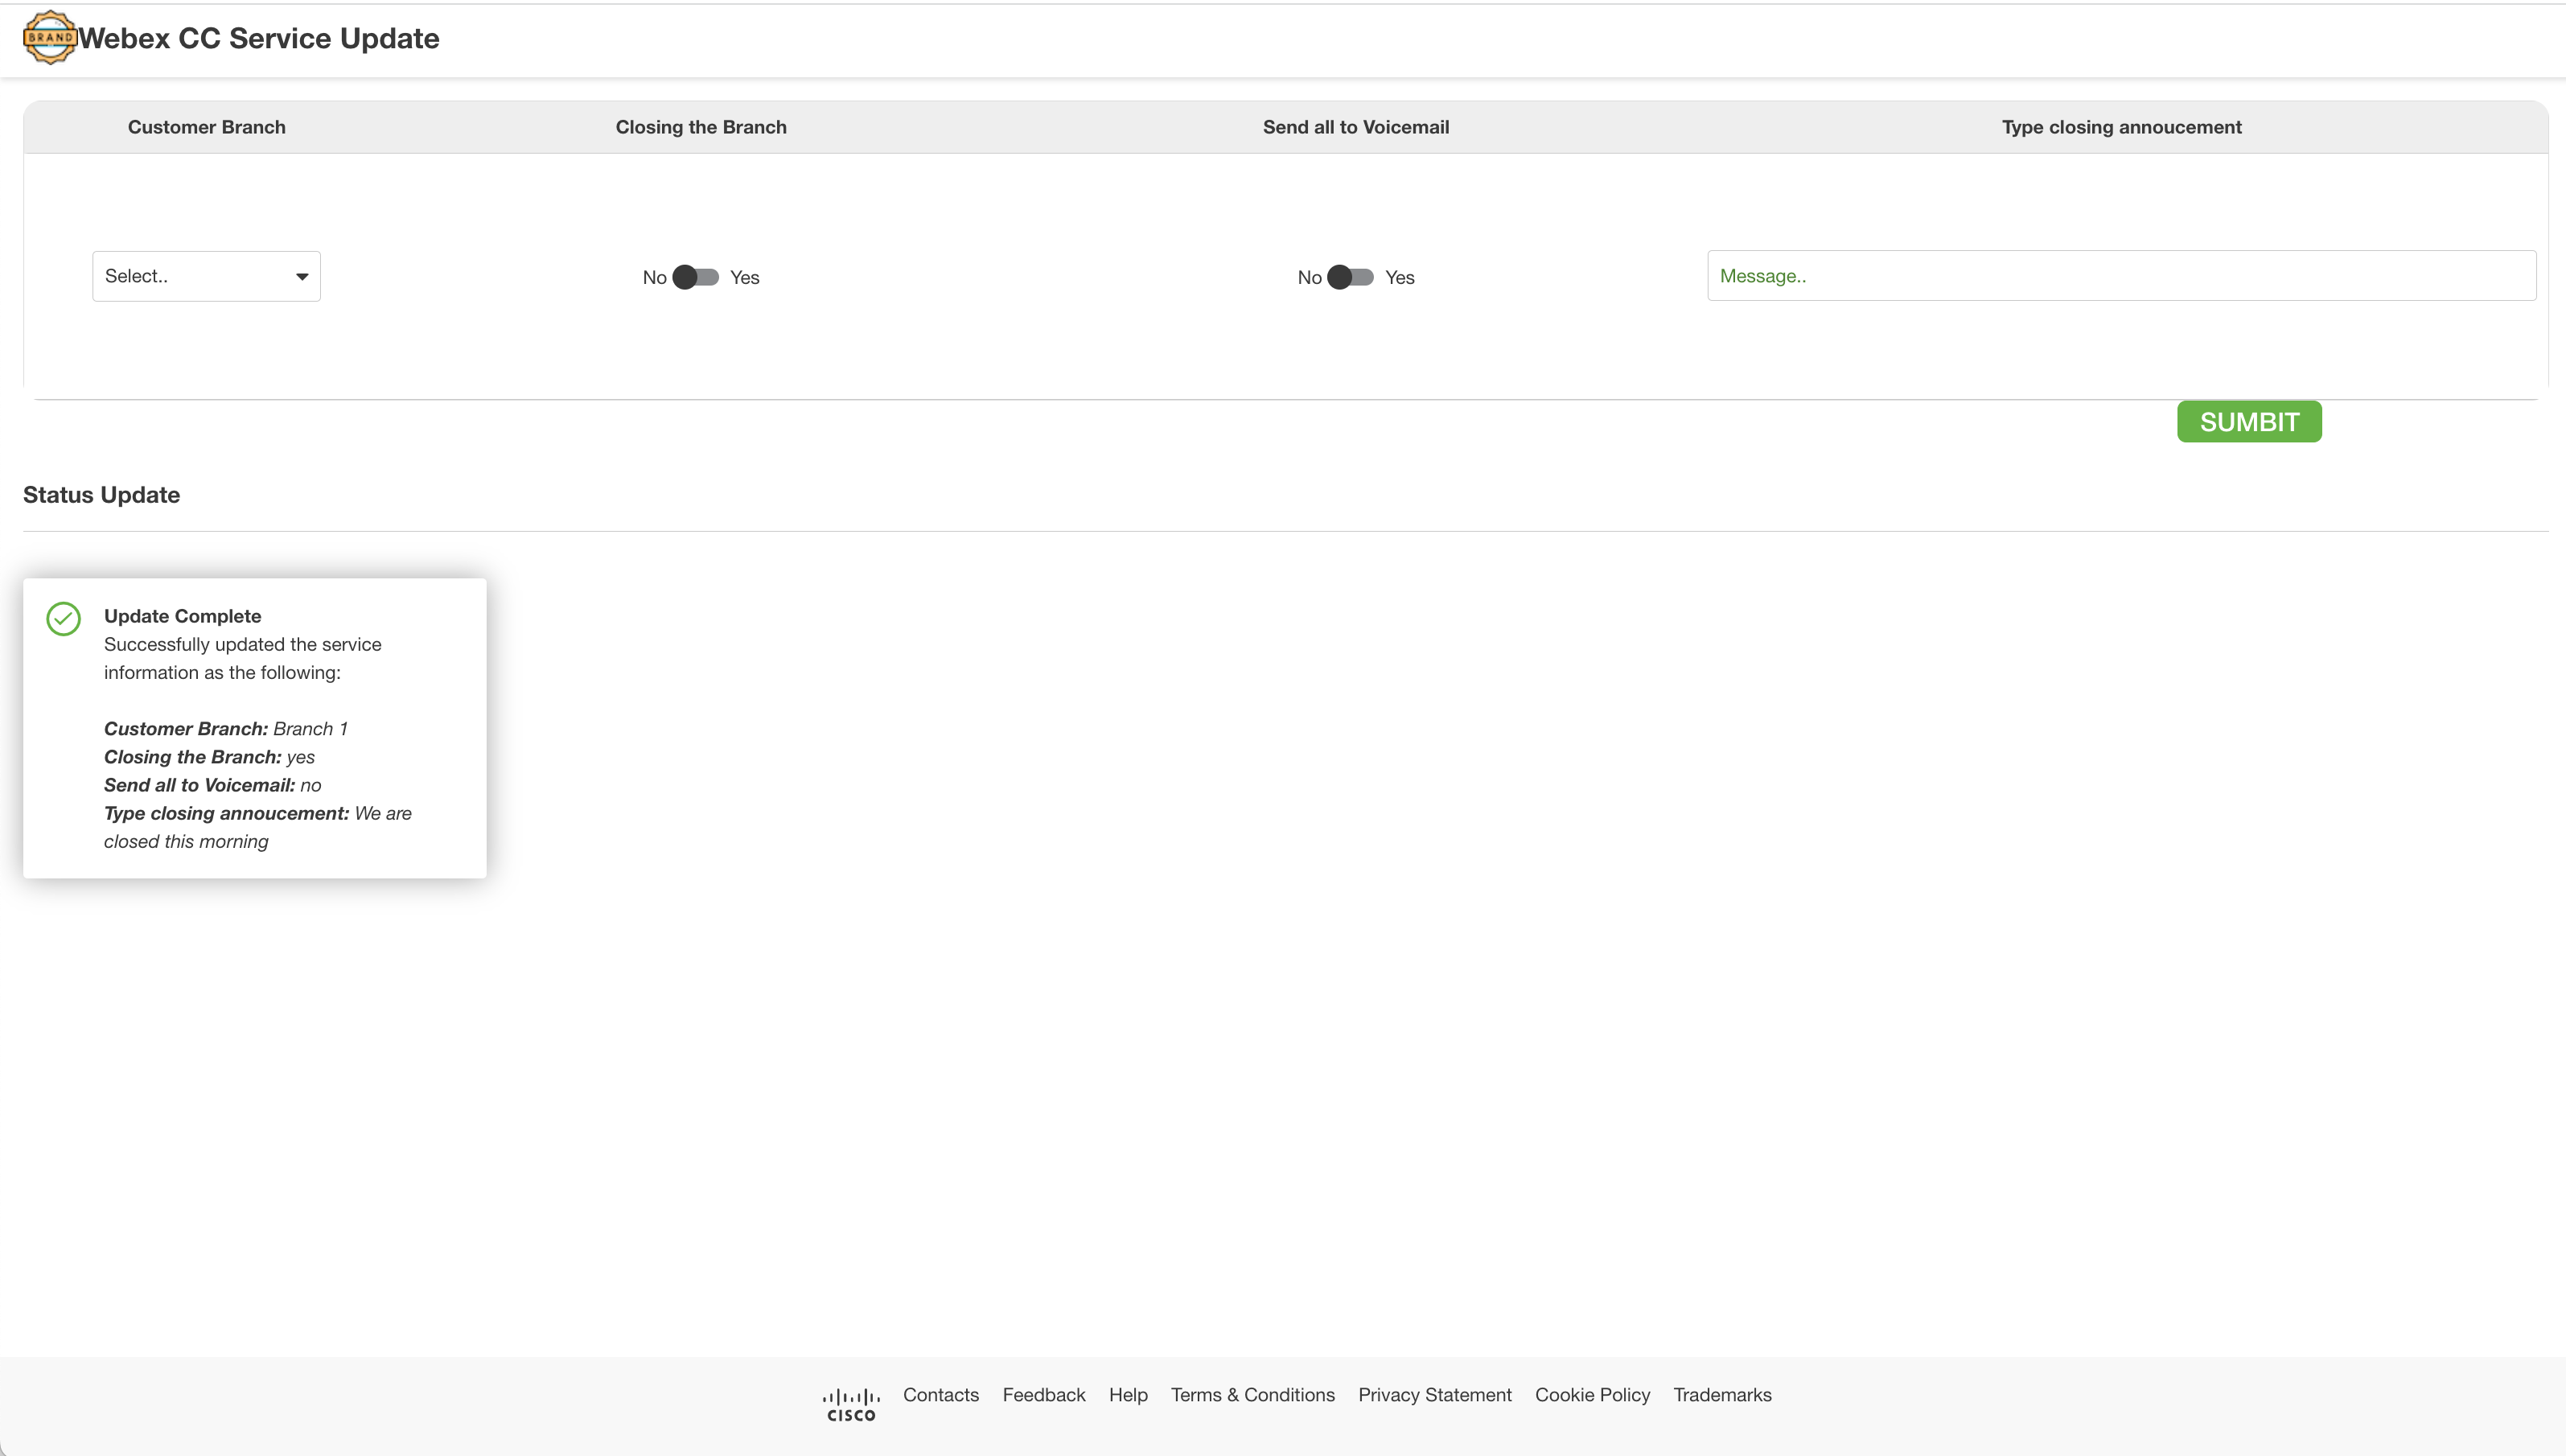 BRAND
Webex CC Service Update
Customer Branch
Closing the Branch
Send all to Voicemail
Type closing annoucement
Select..
No
Yes
No
Yes
Message..
SUMBIT
Status Update
Update Complete
Successfully updated the service
information as the following:
Customer Branch: Branch 1
Closing the Branch: yes
Send all to Voicemail: no
Type closing annoucement: We are
closed this morning
CISCO
Contacts
Feedback
Help
Terms & Conditions
Privacy Statement
Cookie Policy
Trademarks